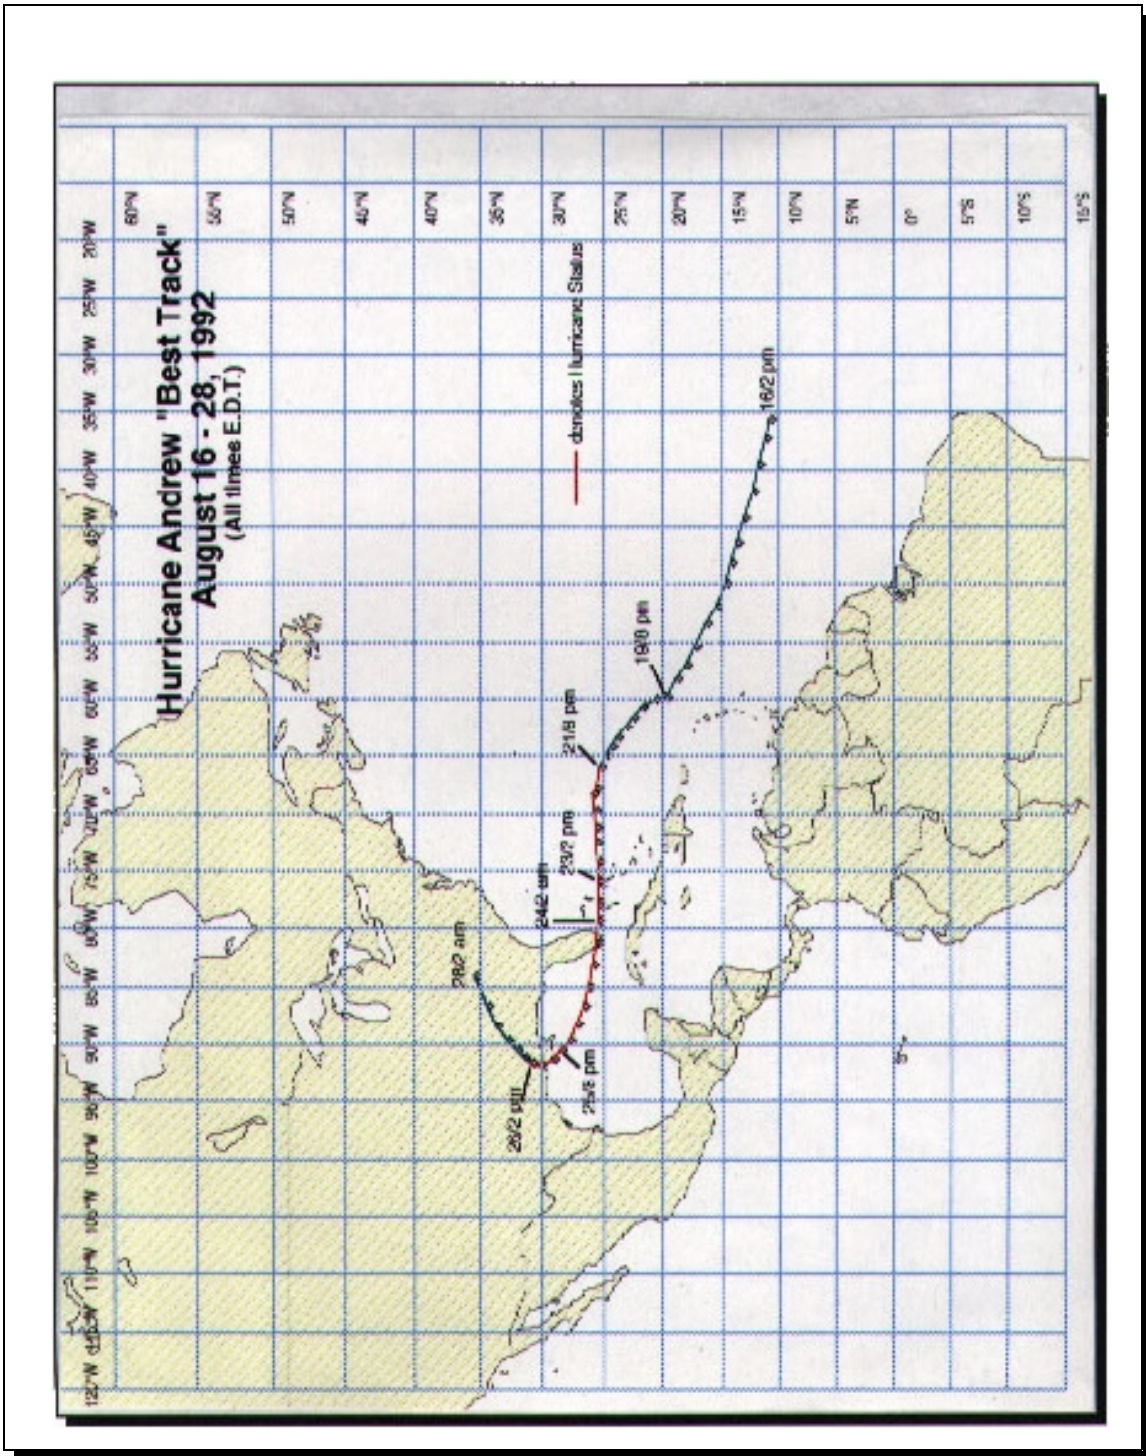 Hurricane Andrew "Best Track"
August 16 - 28, 1992
(All times E.D.T.)
denotes Hurricane Status
120°W 110°W 105°W 100°W 95°W 90°W 85°W 80°W 75°W 70°W 65°W 60°W 55°W 50°W 45°W 40°W 35°W 30°W 25°W 20°W
60°N
55°N
50°N
45°N
40°N
35°N
30°N
25°N
20°N
15°N
10°N
5°N
0°
5°S
10°S
15°S
28/2 am
26/2 pm
25/8 pm
24/2 am
23/2 pm
21/8 pm
19/8 pm
16/2 pm